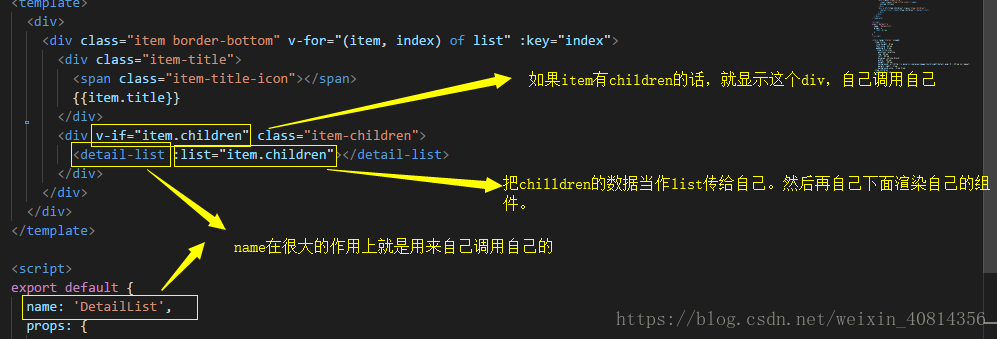 <template>
<div>
<div class="item border-bottom" v-for="(item, index) of list" :key="index">
<div class="item-title">
<span class="item-title-icon"></span>
{{item.title}}
</div>
<div v-if="item.children" class="item-children">
<detail-list :list="item.children"></detail-list>
</div>
</div>
</div>
</template>
<script>
export default {
name: 'DetailList',
props: {
如果item有children的话，就显示这个div，自己调用自己
把chilldren的数据当作list传给自己。然后再自己下面渲染自己的组
件。
name在很大的作用上就是用来自己调用自己的
https://blog.csdn.net/weixin_40814356